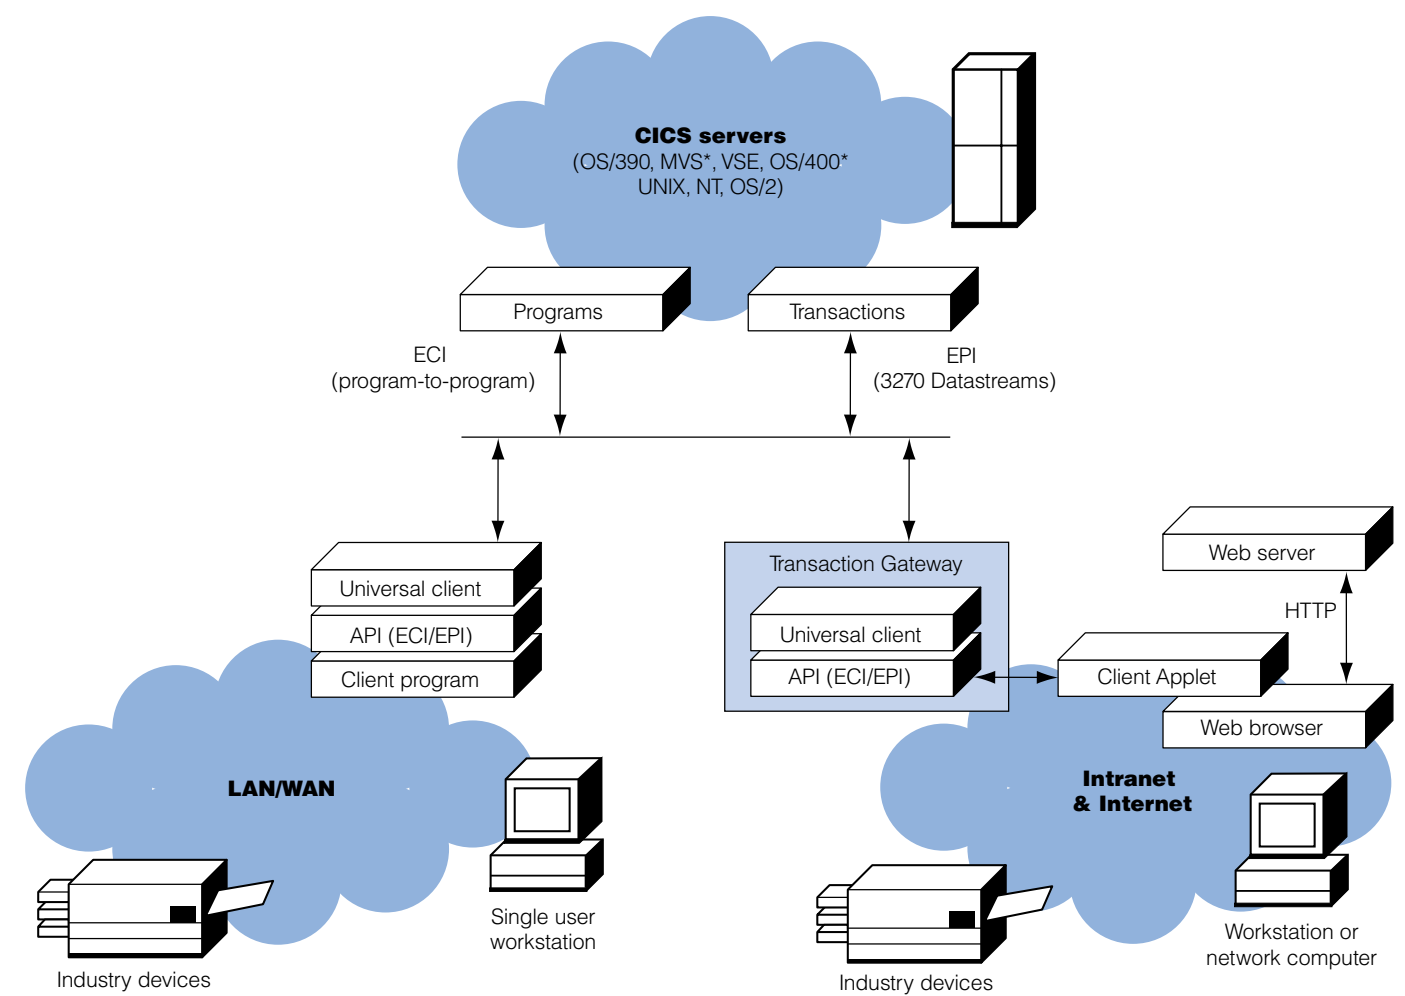 CICS servers
(OS/390, MVS*, VSE, OS/400*
UNIX, NT, OS/2)
Programs
Transactions
ECI
(program-to-program)
EPI
(3270 Datastreams)
Universal client
API (ECI/EPI)
Client program
Transaction Gateway
Universal client
API (ECI/EPI)
Web server
HTTP
Client Applet
Web browser
LAN/WAN
Intranet
& Internet
Single user
workstation
Industry devices
Workstation or
network computer
Industry devices